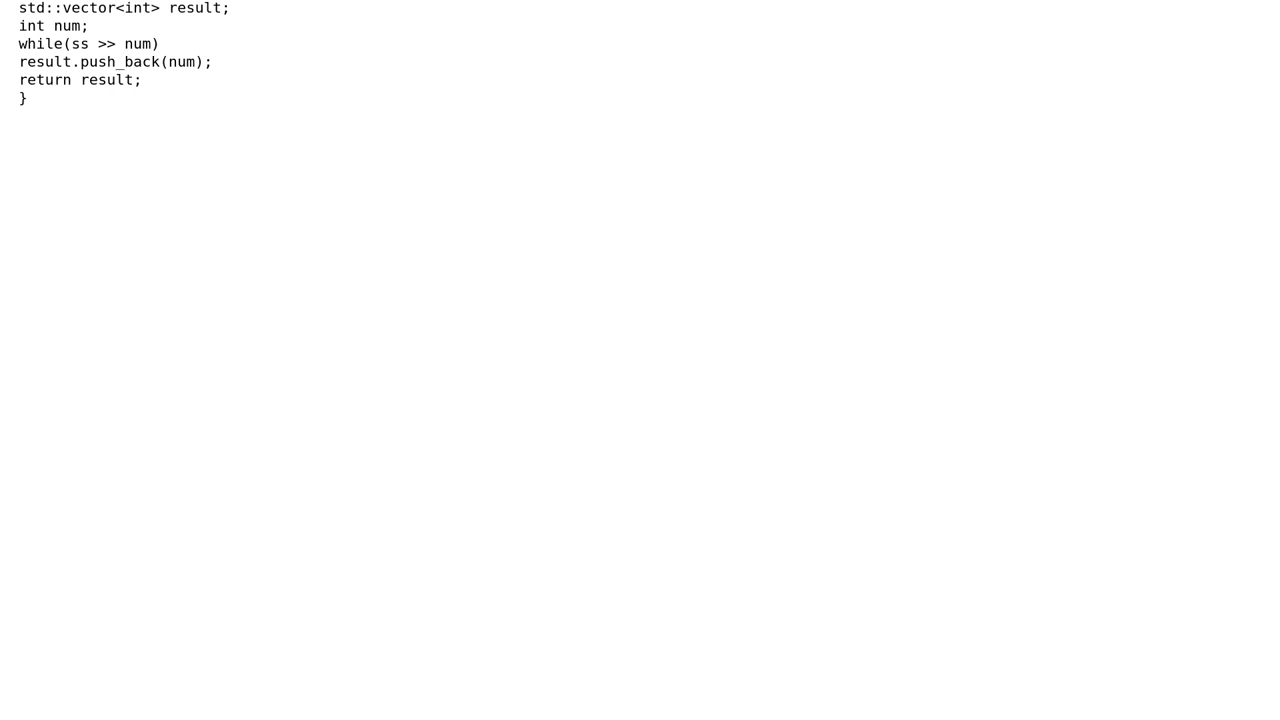 std::vector<int> result;
int num;
while(ss >> num)
result.push_back(num);
return result;
}